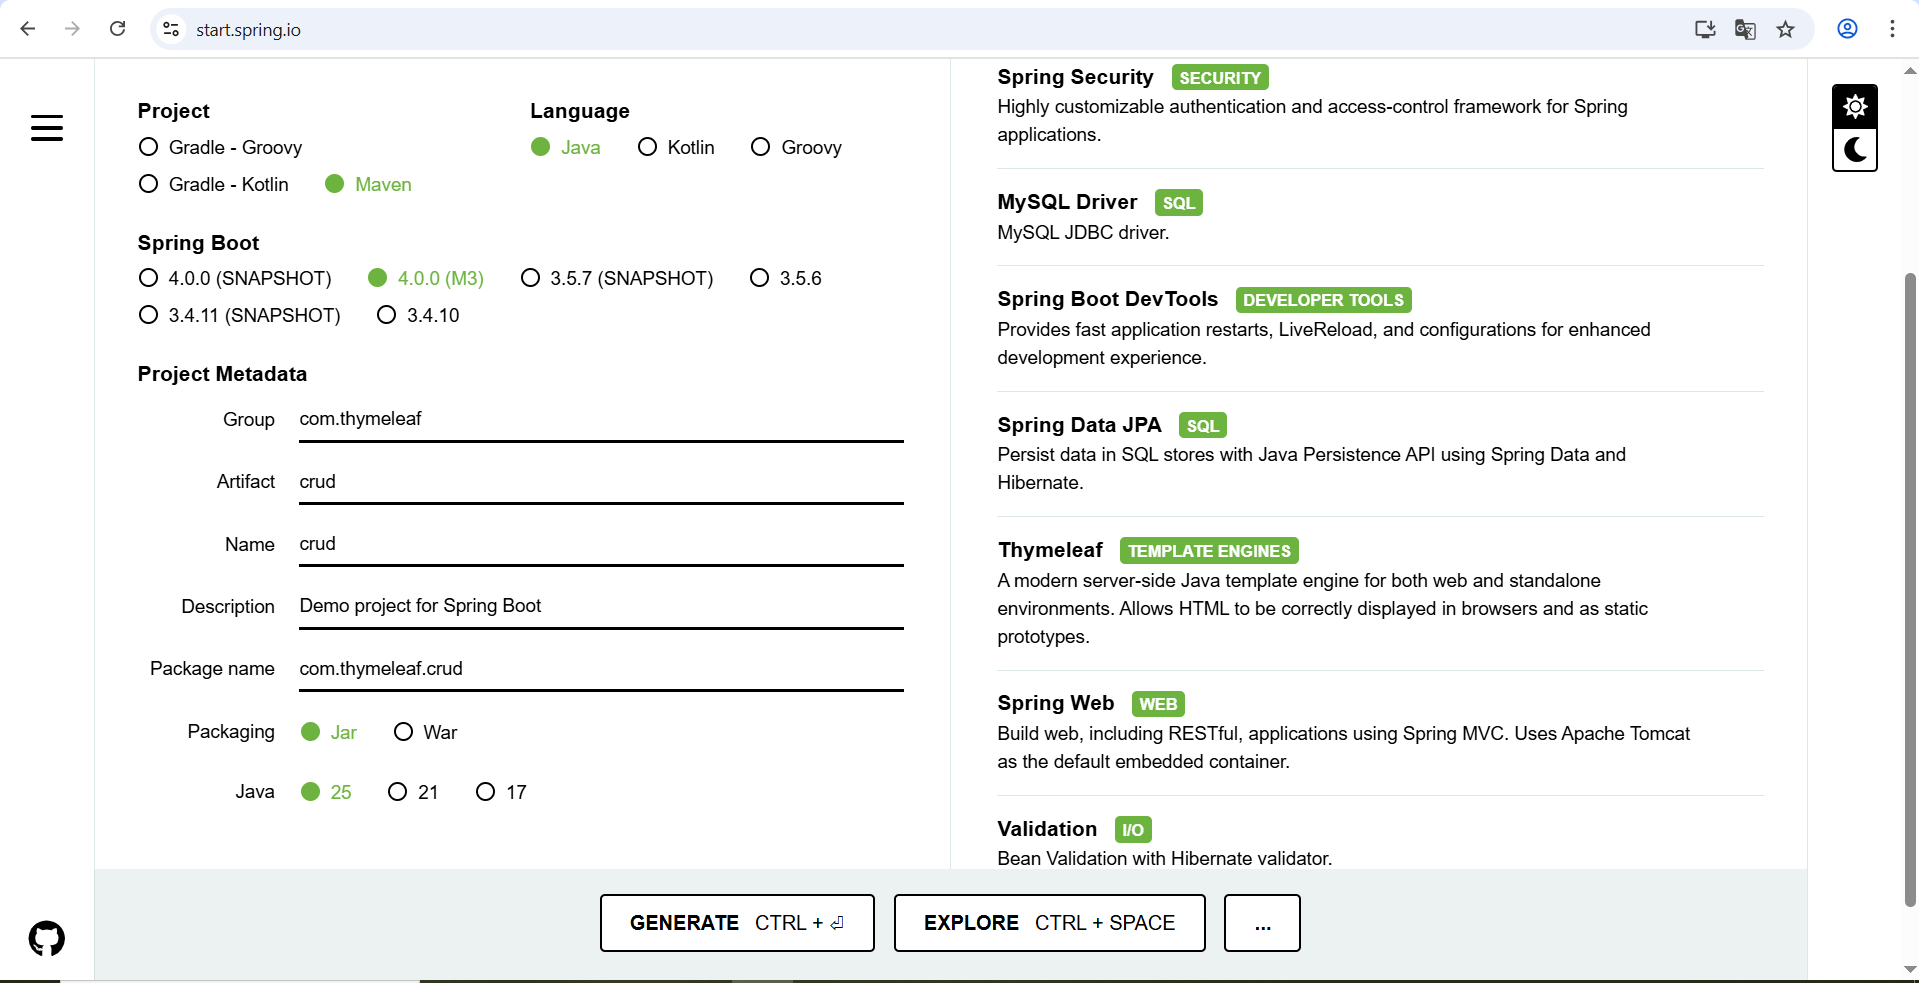 start.spring.io
Project
Gradle - Groovy
Gradle - Kotlin Maven
Language
Java Kotlin Groovy
Spring Boot
4.0.0 (SNAPSHOT) 4.0.0 (M3) 3.5.7 (SNAPSHOT) 3.5.6
3.4.11 (SNAPSHOT) 3.4.10
Project Metadata
Group com.thymeleaf
Artifact crud
Name crud
Description Demo project for Spring Boot
Package name com.thymeleaf.crud
Packaging Jar War
Java 25 21 17
Spring Security SECURITY
Highly customizable authentication and access-control framework for Spring
applications.
MySQL Driver SQL
MySQL JDBC driver.
Spring Boot DevTools DEVELOPER TOOLS
Provides fast application restarts, LiveReload, and configurations for enhanced
development experience.
Spring Data JPA SQL
Persist data in SQL stores with Java Persistence API using Spring Data and
Hibernate.
Thymeleaf TEMPLATE ENGINES
A modern server-side Java template engine for both web and standalone
environments. Allows HTML to be correctly displayed in browsers and as static
prototypes.
Spring Web WEB
Build web, including RESTful, applications using Spring MVC. Uses Apache Tomcat
as the default embedded container.
Validation I/O
Bean Validation with Hibernate validator.
GENERATE CTRL + ⏎ EXPLORE CTRL + SPACE ...